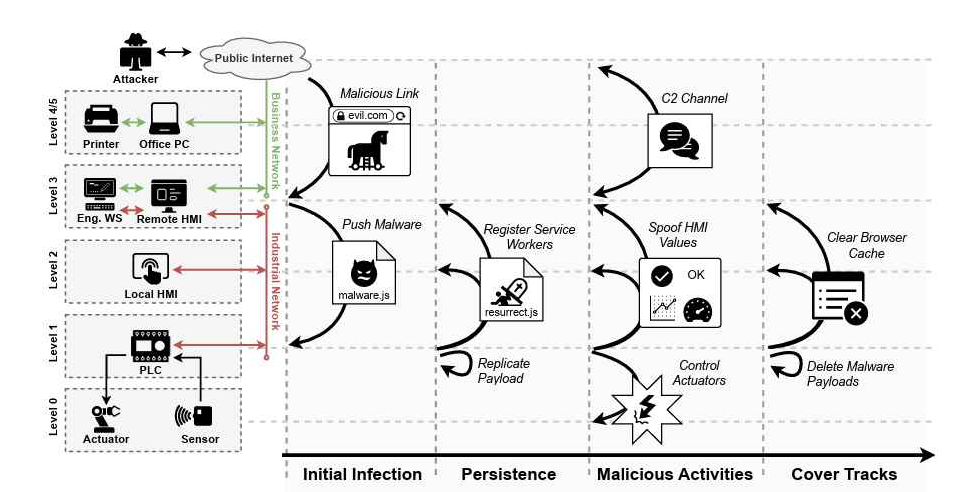 Attacker
Public Internet
Level 4/5
Printer
Office PC
Business Network
Level 3
Eng. WS
Remote HMI
Level 2
Local HMI
Industrial Network
Level 1
PLC
Level 0
Actuator
Sensor
Malicious Link
evil.com
Push Malware
malware.js
Register Service
Workers
resurrect.js
Replicate
Payload
C2 Channel
Spoof HMI
Values
OK
Control
Actuators
Clear Browser
Cache
Delete Malware
Payloads
Initial Infection
Persistence
Malicious Activities
Cover Tracks